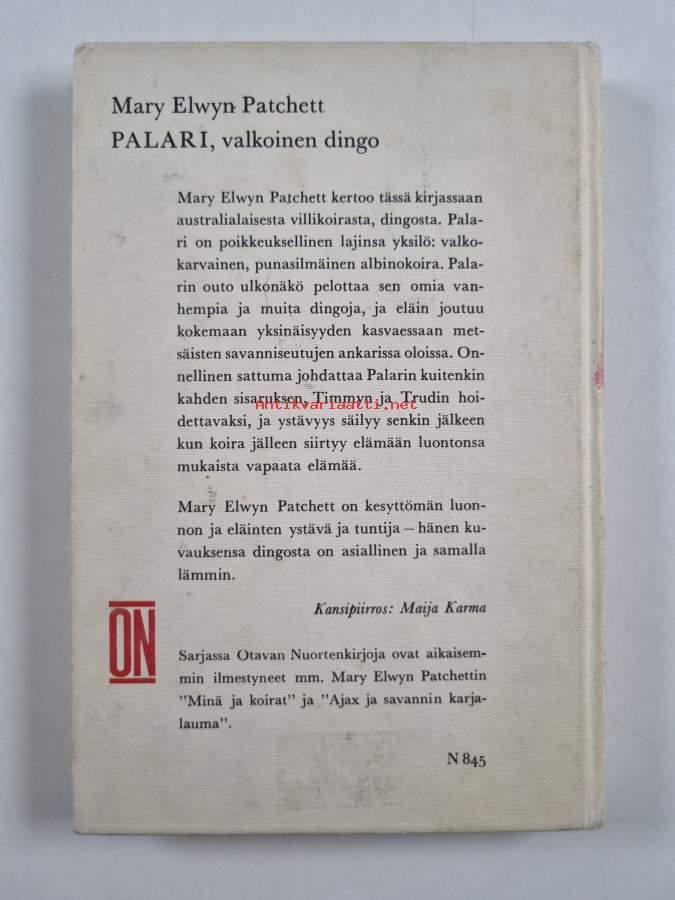 Mary Elwyn Patchett
PALARI, valkoinen dingo
Mary Elwyn Patchett kertoo tässä kirjassaan
australialaisesta villikoirasta, dingosta. Pala-
ri on poikkeuksellinen lajinsa yksilö: valko-
karvainen, punasilmäinen albinokoira. Pala-
rin outo ulkonäkö pelottaa sen omia van-
hempia ja muita dingoja, ja eläin joutuu
kokemaan yksinäisyyden kasvaessaan met-
säisten savanniseutujen ankarissa oloissa. On-
nellinen sattuma johdattaa Palarin kuitenkin
kahden sisaruksen, Timmyn ja Trudin hoi-
Antikvariaatti.net
dettavaksi, ja ystävyys säilyy senkin jälkeen
kun koira jälleen siirtyy elämään luontonsa
mukaista vapaata elämää.
Mary Elwyn Patchett on kesyttömän luon-
non ja eläinten ystävä ja tuntija – hänen ku-
vauksensa dingosta on asiallinen ja samalla
lämmin.
Kansipiirros: Maija Karma
ON
Sarjassa Otavan Nuortenkirjoja ovat aikaisem-
min ilmestyneet mm. Mary Elwyn Patchettin
"Minä ja koirat" ja "Ajax ja savannin karja-
lauma".
N 845